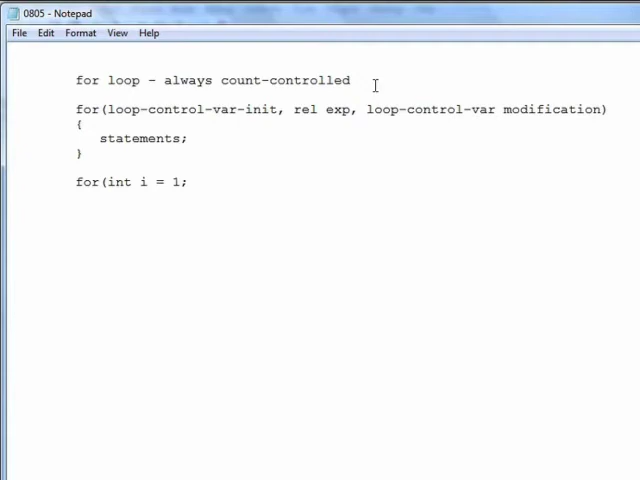 0805 - Notepad
File Edit Format View Help
for loop - always count-controlled
for(loop-control-var-init, rel exp, loop-control-var modification)
{
statements;
}
for(int i = 1;